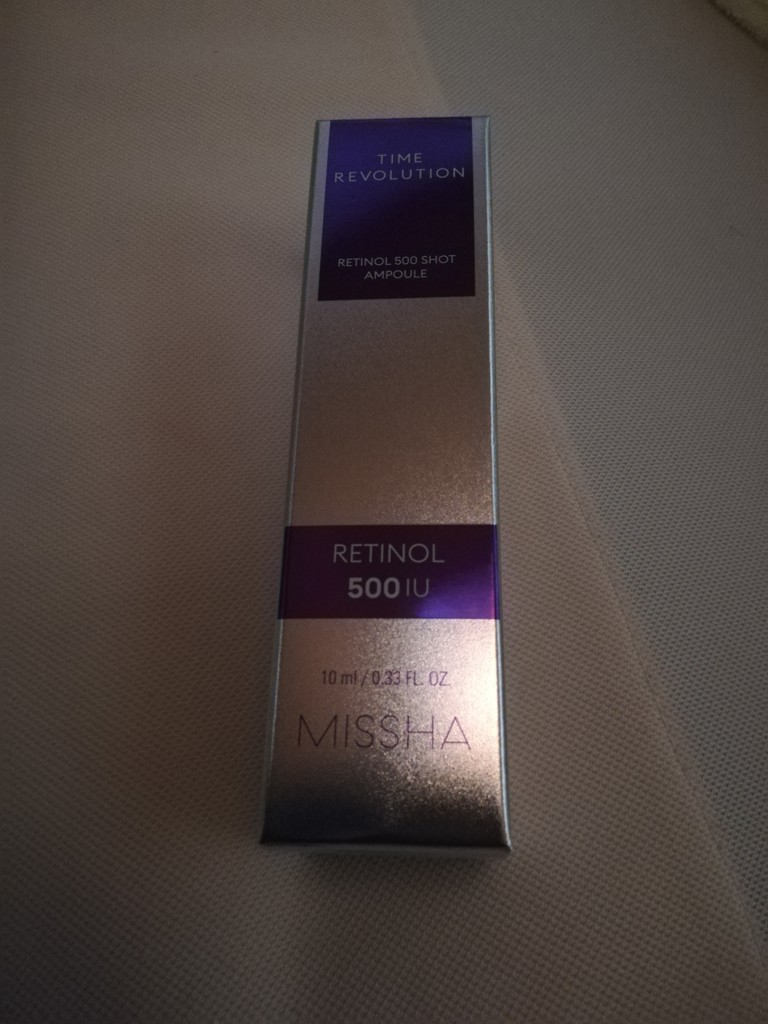 TIME
REVOLUTION
RETINOL 500 SHOT
AMPOULE
RETINOL
500 IU
10 ml / 0.33 FL. OZ.
MISSHA